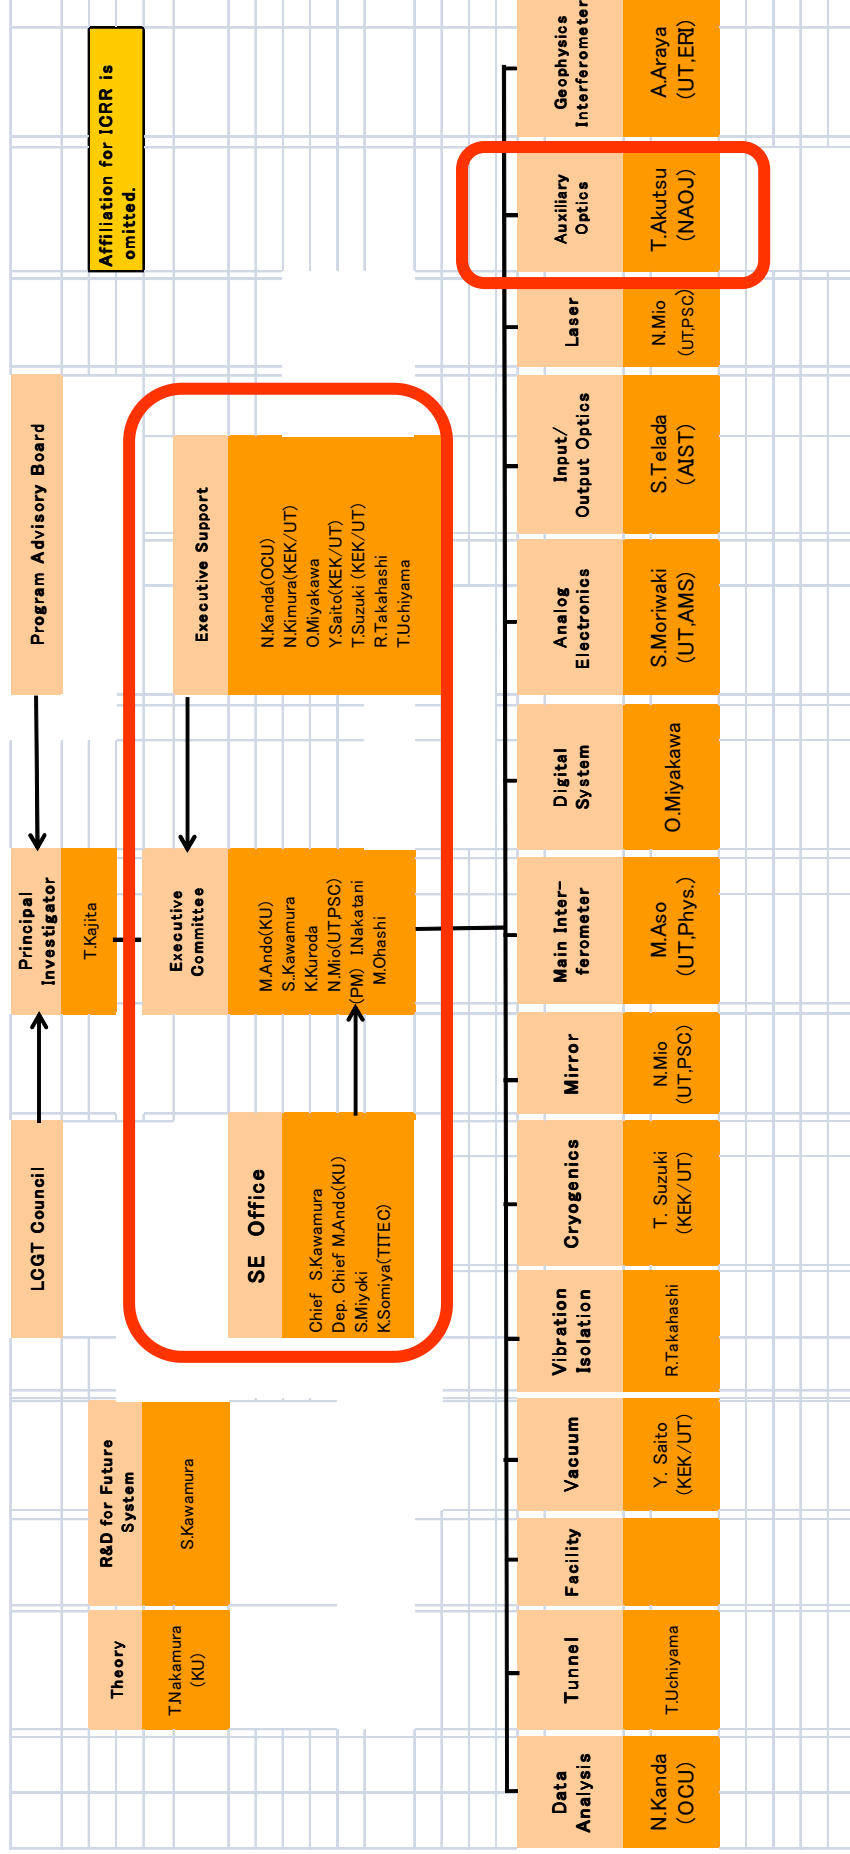 Affiliation for ICRR is
omitted.
LCGT Council
Principal
Investigator
T.Kajita
Program Advisory Board
Theory
T.Nakamura
(KU)
R&D for Future
System
S.Kawamura
SE Office
Chief S.Kawamura
Dep. Chief M.Ando(KU)
S.Miyoki
K.Somiya(TITEC)
Executive
Committee
M.Ando(KU)
S.Kawamura
K.Kuroda
N.Mio(UT,PSC)
(PM) I.Nakatani
M.Ohashi
Executive Support
N.Kanda(OCU)
N.Kimura(KEK/UT)
O.Miyakawa
Y.Saito(KEK/UT)
T.Suzuki (KEK/UT)
R.Takahashi
T.Uchiyama
Data
Analysis
N.Kanda
(OCU)
Tunnel
T.Uchiyama
Facility
Vacuum
Y. Saito
(KEK/UT)
Vibration
Isolation
R.Takahashi
Cryogenics
T. Suzuki
(KEK/UT)
Mirror
N.Mio
(UT,PSC)
Main Inter-
ferometer
M.Aso
(UT,Phys.)
Digital
System
O.Miyakawa
Analog
Electronics
S.Moriwaki
(UT,AMS)
Input/
Output Optics
S.Telada
(AIST)
Laser
N.Mio
(UT,PSC)
Auxiliary
Optics
T.Akutsu
(NAOJ)
Geophysics
Interferometer
A.Araya
(UT,ERI)